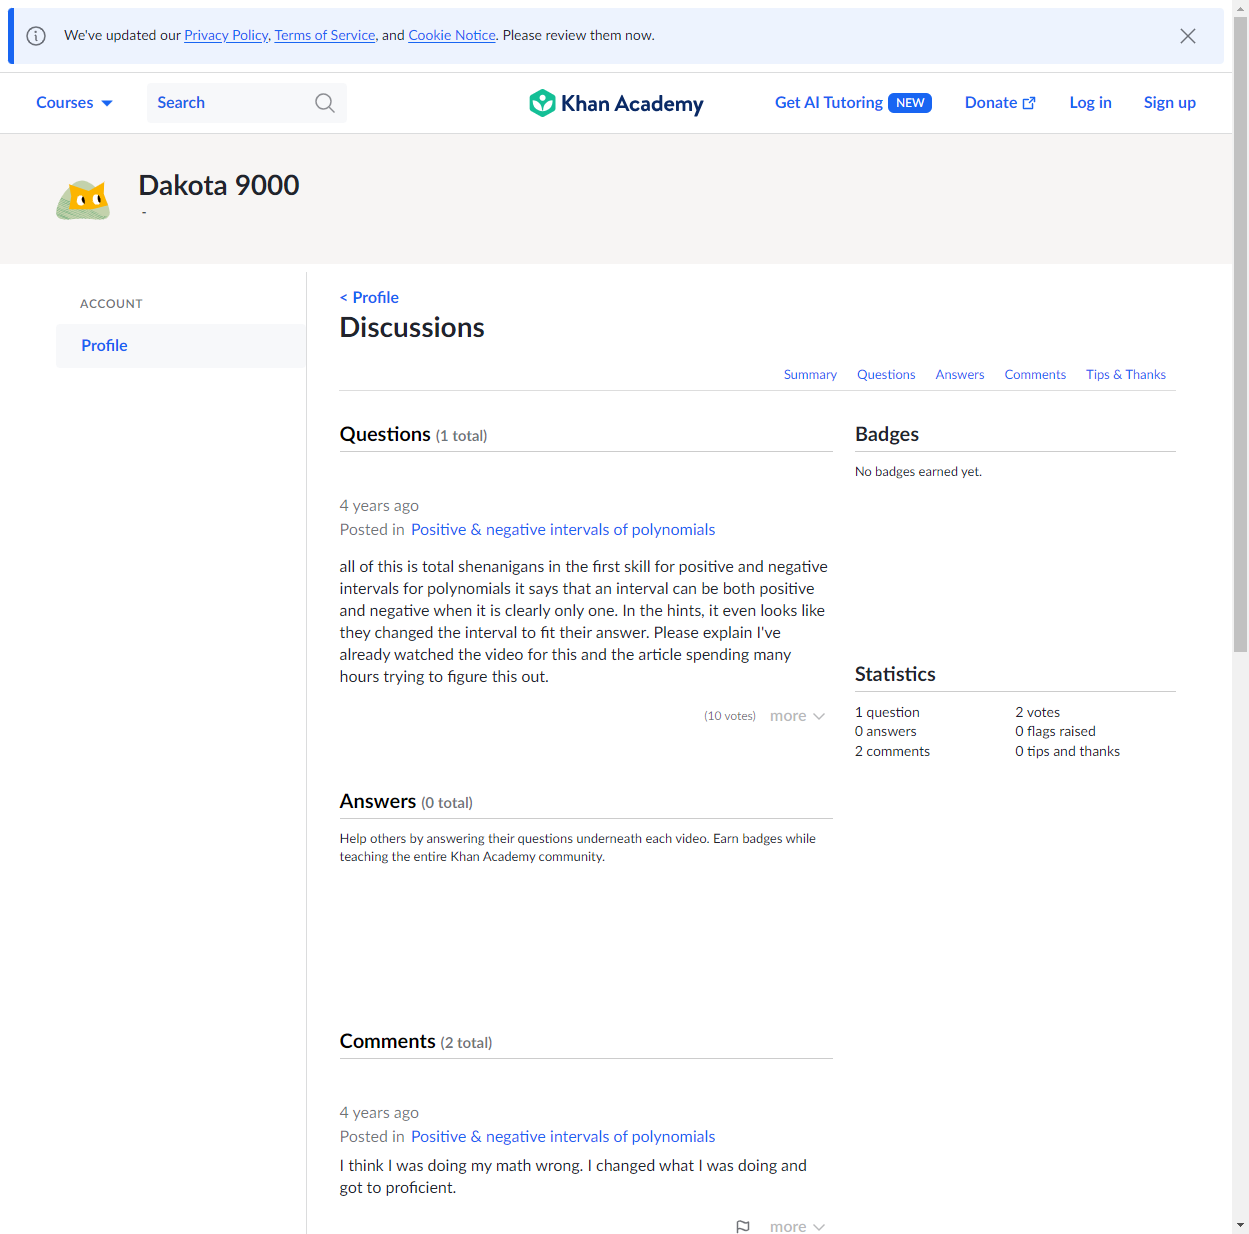 We've updated our Privacy Policy, Terms of Service, and Cookie Notice. Please review them now.
Courses
Search
Khan Academy
Get AI Tutoring NEW
Donate
Log in
Sign up
Dakota 9000
-
ACCOUNT
Profile
< Profile
Discussions
Summary Questions Answers Comments Tips & Thanks
Questions (1 total)
4 years ago
Posted in Positive & negative intervals of polynomials
all of this is total shenanigans in the first skill for positive and negative
intervals for polynomials it says that an interval can be both positive
and negative when it is clearly only one. In the hints, it even looks like
they changed the interval to fit their answer. Please explain I've
already watched the video for this and the article spending many
hours trying to figure this out.
(10 votes) more
Badges
No badges earned yet.
Statistics
1 question 2 votes
0 answers 0 flags raised
2 comments 0 tips and thanks
Answers (0 total)
Help others by answering their questions underneath each video. Earn badges while
teaching the entire Khan Academy community.
Comments (2 total)
4 years ago
Posted in Positive & negative intervals of polynomials
I think I was doing my math wrong. I changed what I was doing and
got to proficient.
more